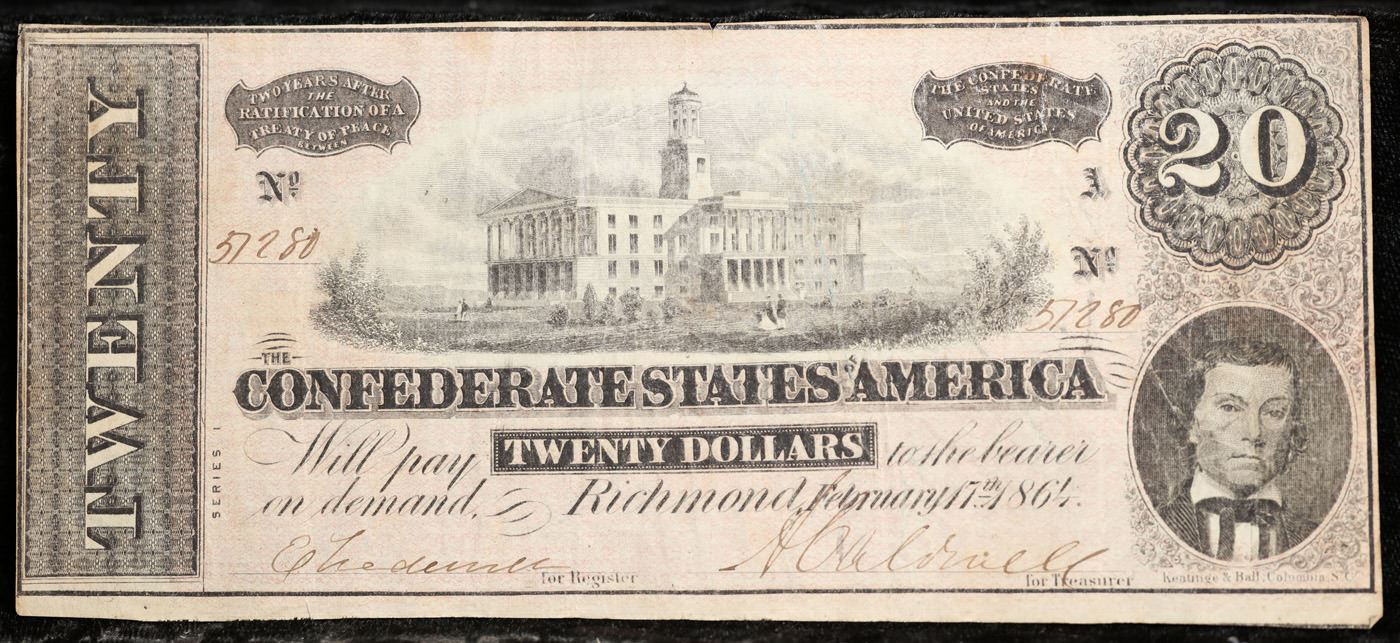 TWENTY
TWO YEARS AFTER
THE
RATIFICATION OF A
TREATY OF PEACE
BETWEEN
THE CONFEDERATE
STATES
AND THE
UNITED STATES
OF AMERICA.
20
Nº
A
51280
Nº
51280
THE
CONFEDERATE STATES AMERICA
Will pay TWENTY DOLLARS to the bearer
on demand, Richmond, February 17th 1864.
SERIES 1
for Register
A Caldwell
for Treasurer
Keatinge & Ball, Columbia, S.C.